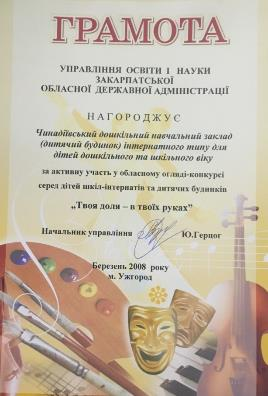 ГРАМОТА
УПРАВЛІННЯ ОСВІТИ І НАУКИ
ЗАКАРПАТСЬКОЇ
ОБЛАСНОЇ ДЕРЖАВНОЇ АДМІНІСТРАЦІЇ
НАГОРОДЖУЄ
Чинадіївський дошкільний навчальний заклад
(дитячий будинок) інтернатного типу для
дітей дошкільного та шкільного віку
за активну участь у обласному огляді-конкурсі
серед дітей шкіл-інтернатів та дитячих будинків
„Твоя доля – в твоїх руках”
Начальник управління Ю.Герцог
Березень 2008 року
м. Ужгород